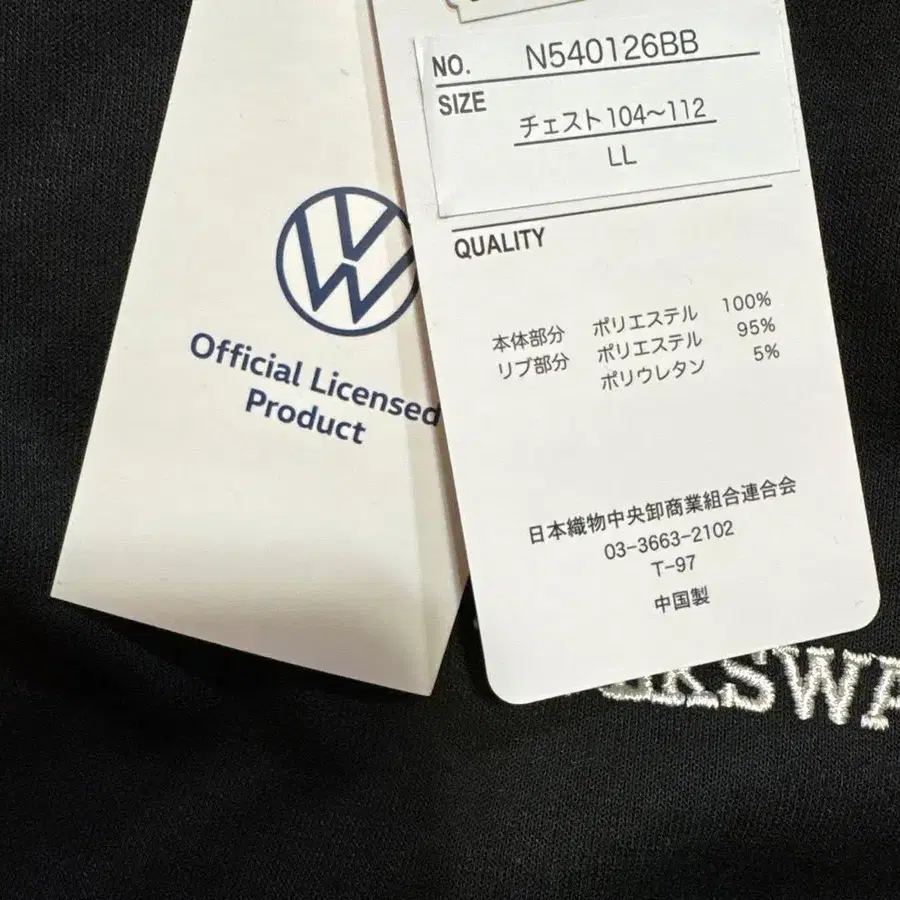 Official Licensed
Product
NO. N540126BB
SIZE
チェスト104〜112
LL
QUALITY
本体部分 ポリエステル 100%
リブ部分 ポリエステル 95%
ポリウレタン 5%
日本織物中央卸商業組合連合会
03-3663-2102
T-97
中国製